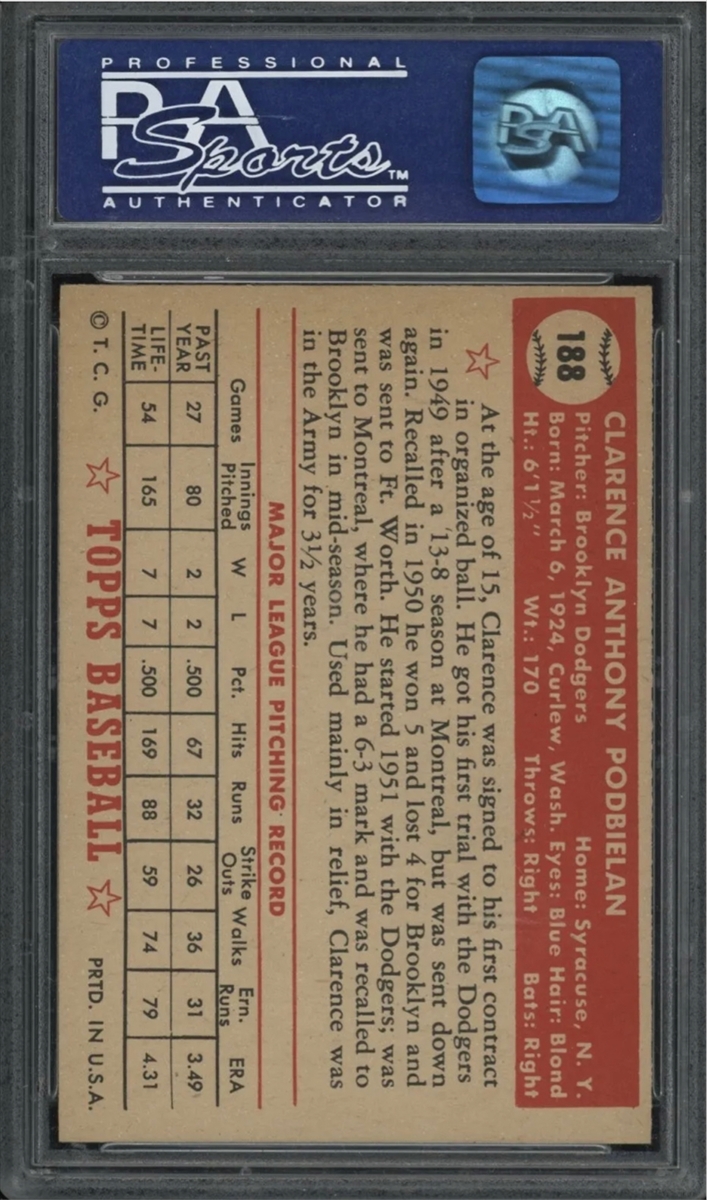 PROFESSIONAL
PSA
Sports™
AUTHENTICATOR
PSA
188
CLARENCE ANTHONY PODBIELAN
Pitcher: Brooklyn Dodgers Home: Syracuse, N. Y.
Born: March 6, 1924, Curlew, Wash. Eyes: Blue Hair: Blond
Ht.: 6'1½" Wt.: 170 Throws: Right Bats: Right
At the age of 15, Clarence was signed to his first contract
in organized ball. He got his first trial with the Dodgers
in 1949 after a '13-8 season at Montreal, but was sent down
again. Recalled in 1950 he won 5 and lost 4 for Brooklyn and
was sent to Ft. Worth. He started 1951 with the Dodgers; was
sent to Montreal, where he had a 6-3 mark and was recalled to
Brooklyn in mid-season. Used mainly in relief, Clarence was
in the Army for 3½ years.
MAJOR LEAGUE PITCHING RECORD
Games Innings Pitched W L Pct. Hits Runs Strike Outs Walks Ern. Runs ERA
PAST YEAR 27 80 2 2 .500 67 32 26 36 31 3.49
LIFE-TIME 54 165 7 7 .500 169 88 59 74 79 4.31
© T. C. G. TOPPS BASEBALL PRTD. IN U.S.A.